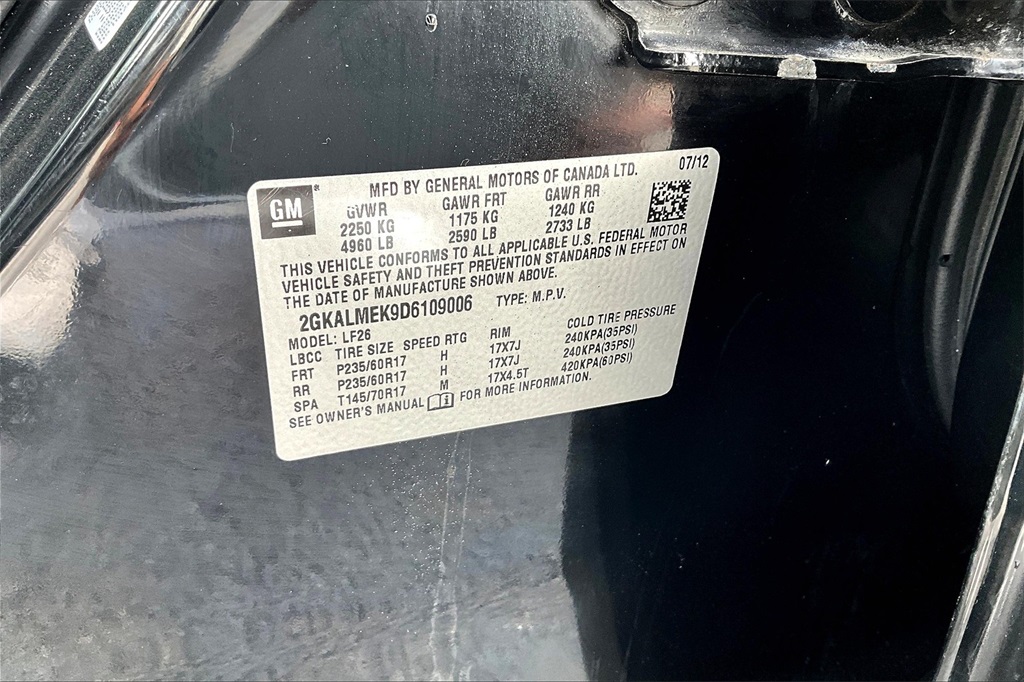 07/12
GM
MFD BY GENERAL MOTORS OF CANADA LTD.
GVWR GAWR FRT GAWR RR
2250 KG 1175 KG 1240 KG
4960 LB 2590 LB 2733 LB
THIS VEHICLE CONFORMS TO ALL APPLICABLE U.S. FEDERAL MOTOR
VEHICLE SAFETY AND THEFT PREVENTION STANDARDS IN EFFECT ON
THE DATE OF MANUFACTURE SHOWN ABOVE.
2GKALMEK9D6109006 TYPE: M.P.V.
MODEL: LF26
LBCC TIRE SIZE SPEED RTG RIM COLD TIRE PRESSURE
FRT P235/60R17 H 17X7J 240KPA(35PSI)
RR P235/60R17 H 17X7J 240KPA(35PSI)
SPA T145/70R17 M 17X4.5T 420KPA(60PSI)
SEE OWNER'S MANUAL FOR MORE INFORMATION.